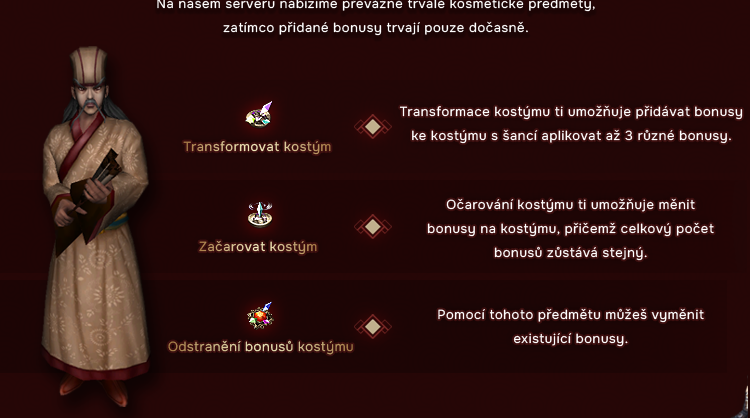 Na našem serveru nabízíme převážně trvalé kosmetické předměty,
zatímco přidané bonusy trvají pouze dočasně.
Transformovat kostým
Transformace kostýmu ti umožňuje přidávat bonusy
ke kostýmu s šancí aplikovat až 3 různé bonusy.
Začarovat kostým
Očarování kostýmu ti umožňuje měnit
bonusy na kostýmu, přičemž celkový počet
bonusů zůstává stejný.
Odstranění bonusů kostýmu
Pomocí tohoto předmětu můžeš vyměnit
existující bonusy.